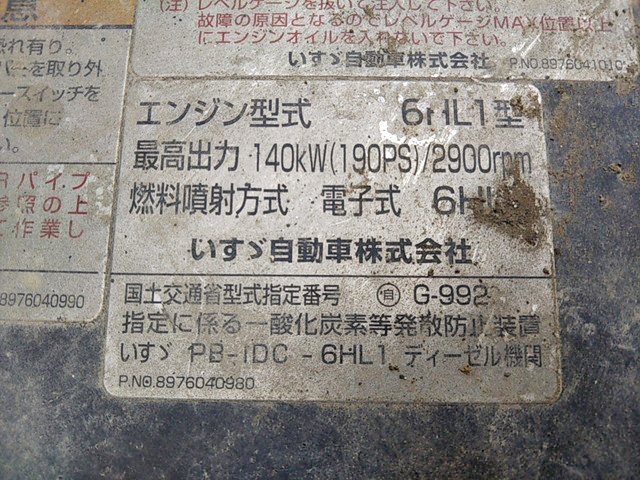 (注) レベルゲージを抜いて注入して下さい。
故障の原因となるのでレベルゲージMAX位置以上
にエンジンオイルを入れないで下さい。
いすゞ自動車株式会社 P.NO.8976041010
意
れ有り。
バーを取り外
ースイッチを
位置に
い。
Rパイプ
参照の上
て作業し
8976040990
エンジン型式 6HL1型
最高出力 140kW(190PS)/2900rpm
燃料噴射方式 電子式
いすゞ自動車株式会社
国土交通省型式指定番号 自 G-992
指定に係る一酸化炭素等発散防止装置
いすゞ PB-IDC-6HL1 ディーゼル機関
P.NO.8976040980